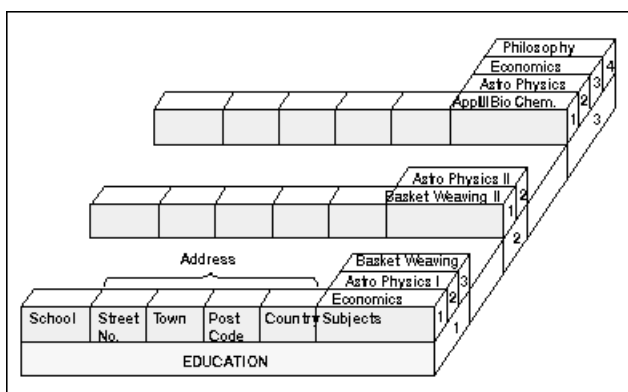 Philosophy
Economics 4
Astro Physics 3
Appl II Bio Chem. 2
1 3
Astro Physics II 2
Basket Weaving II 1
2
Address
Basket Weaving 3
Astro Physics I 2
Economics 1
School Street No. Town Post Code Country Subjects
1
EDUCATION